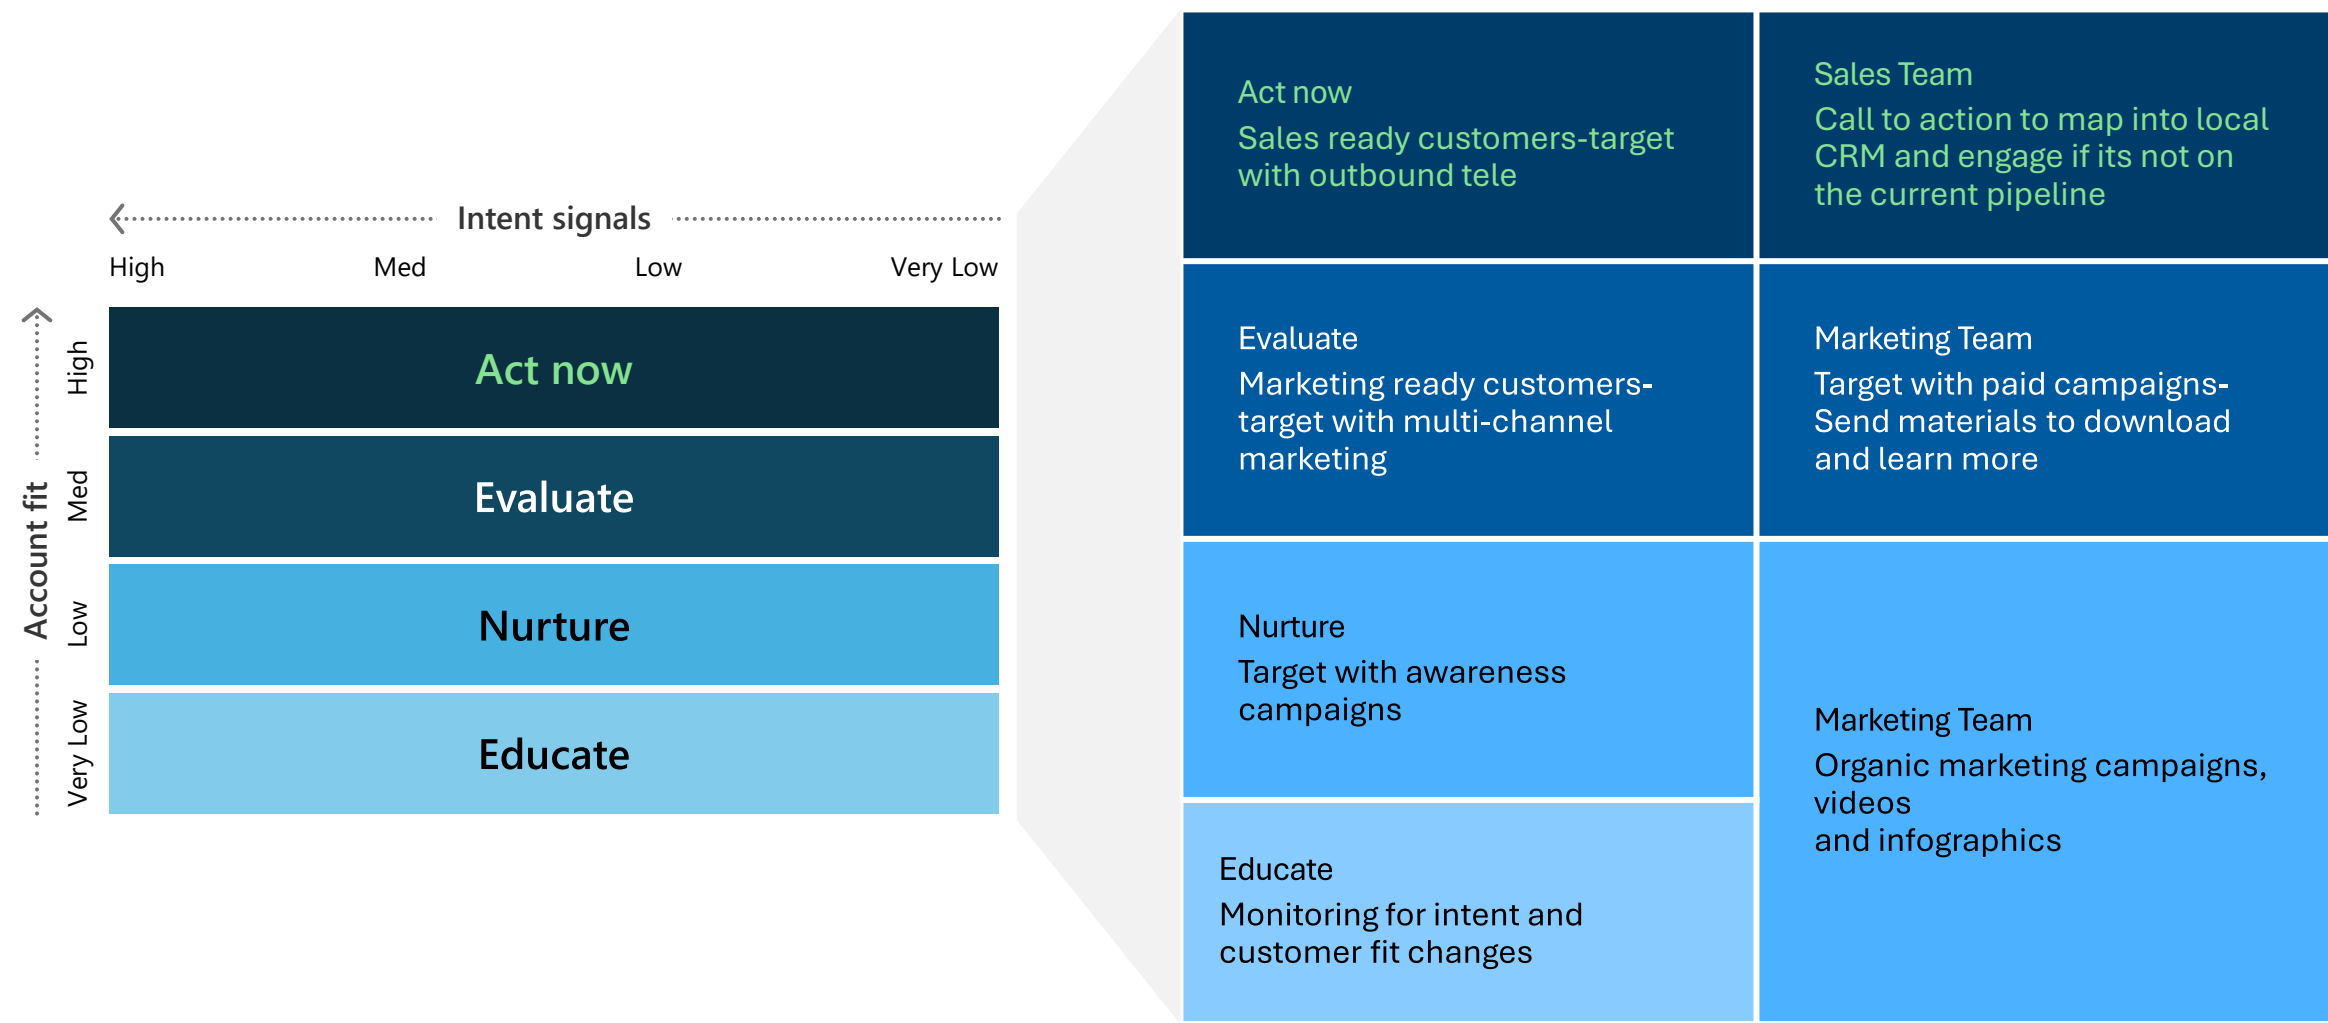 Intent signals
High Med Low Very Low
Account fit
High
Med
Low
Very Low
Act now
Evaluate
Nurture
Educate
Act now
Sales ready customers-target
with outbound tele
Sales Team
Call to action to map into local
CRM and engage if its not on
the current pipeline
Evaluate
Marketing ready customers-
target with multi-channel
marketing
Marketing Team
Target with paid campaigns-
Send materials to download
and learn more
Nurture
Target with awareness
campaigns
Educate
Monitoring for intent and
customer fit changes
Marketing Team
Organic marketing campaigns,
videos
and infographics